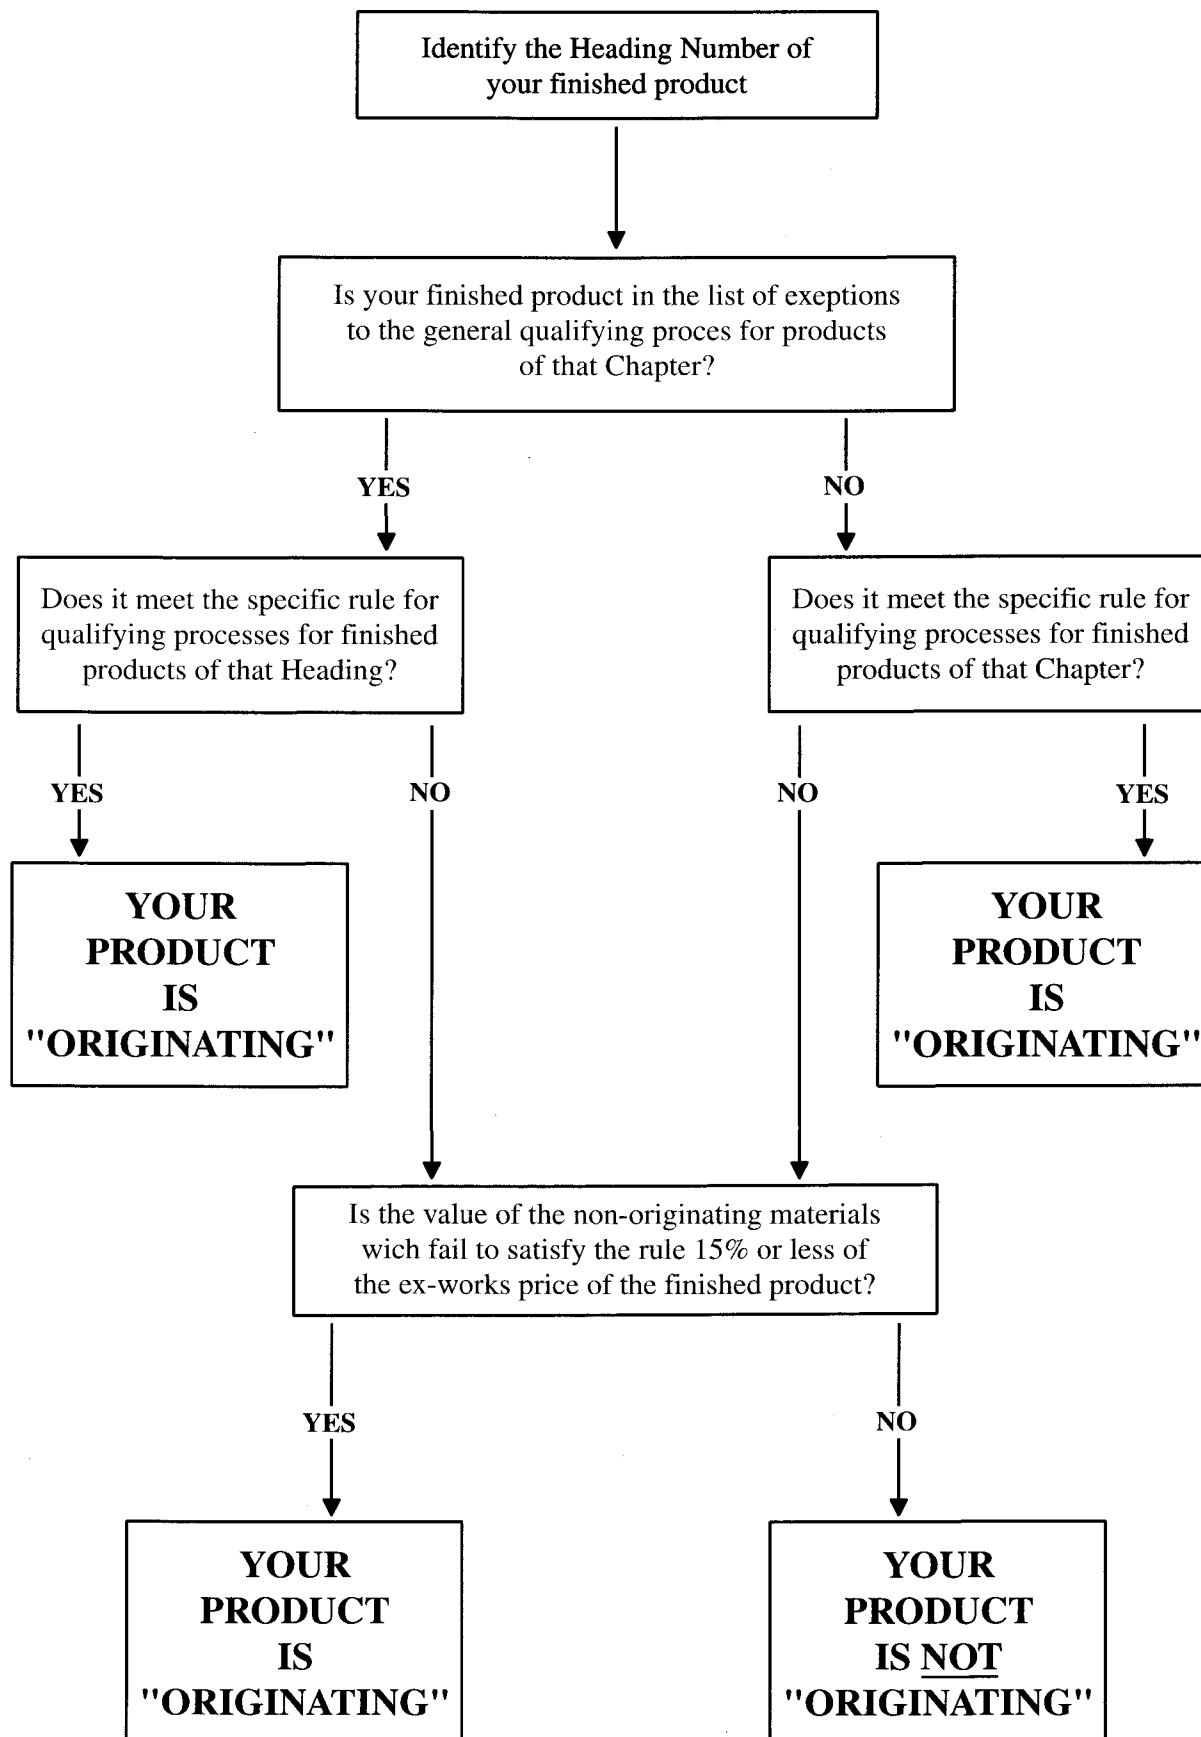 Identify the Heading Number of
your finished product
Is your finished product in the list of exeptions
to the general qualifying proces for products
of that Chapter?
YES
NO
Does it meet the specific rule for
qualifying processes for finished
products of that Heading?
Does it meet the specific rule for
qualifying processes for finished
products of that Chapter?
YES
NO
NO
YES
YOUR
PRODUCT
IS
"ORIGINATING"
YOUR
PRODUCT
IS
"ORIGINATING"
Is the value of the non-originating materials
wich fail to satisfy the rule 15% or less of
the ex-works price of the finished product?
YES
NO
YOUR
PRODUCT
IS
"ORIGINATING"
YOUR
PRODUCT
IS NOT
"ORIGINATING"